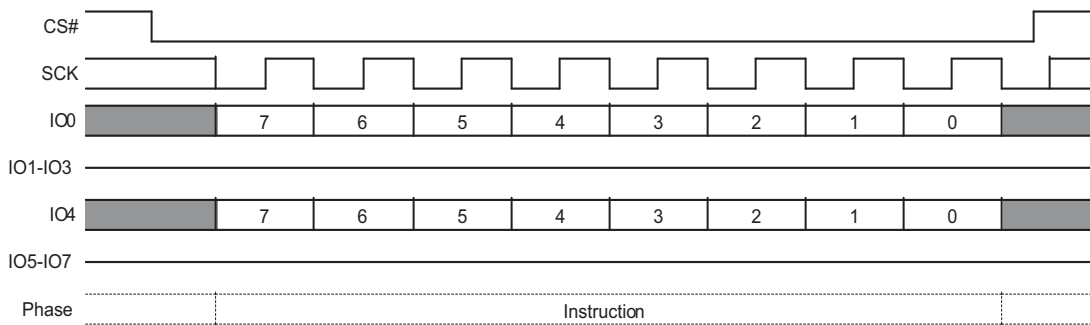 CS#
SCK
IO0 7 6 5 4 3 2 1 0
IO1-IO3
IO4 7 6 5 4 3 2 1 0
IO5-IO7
Phase Instruction